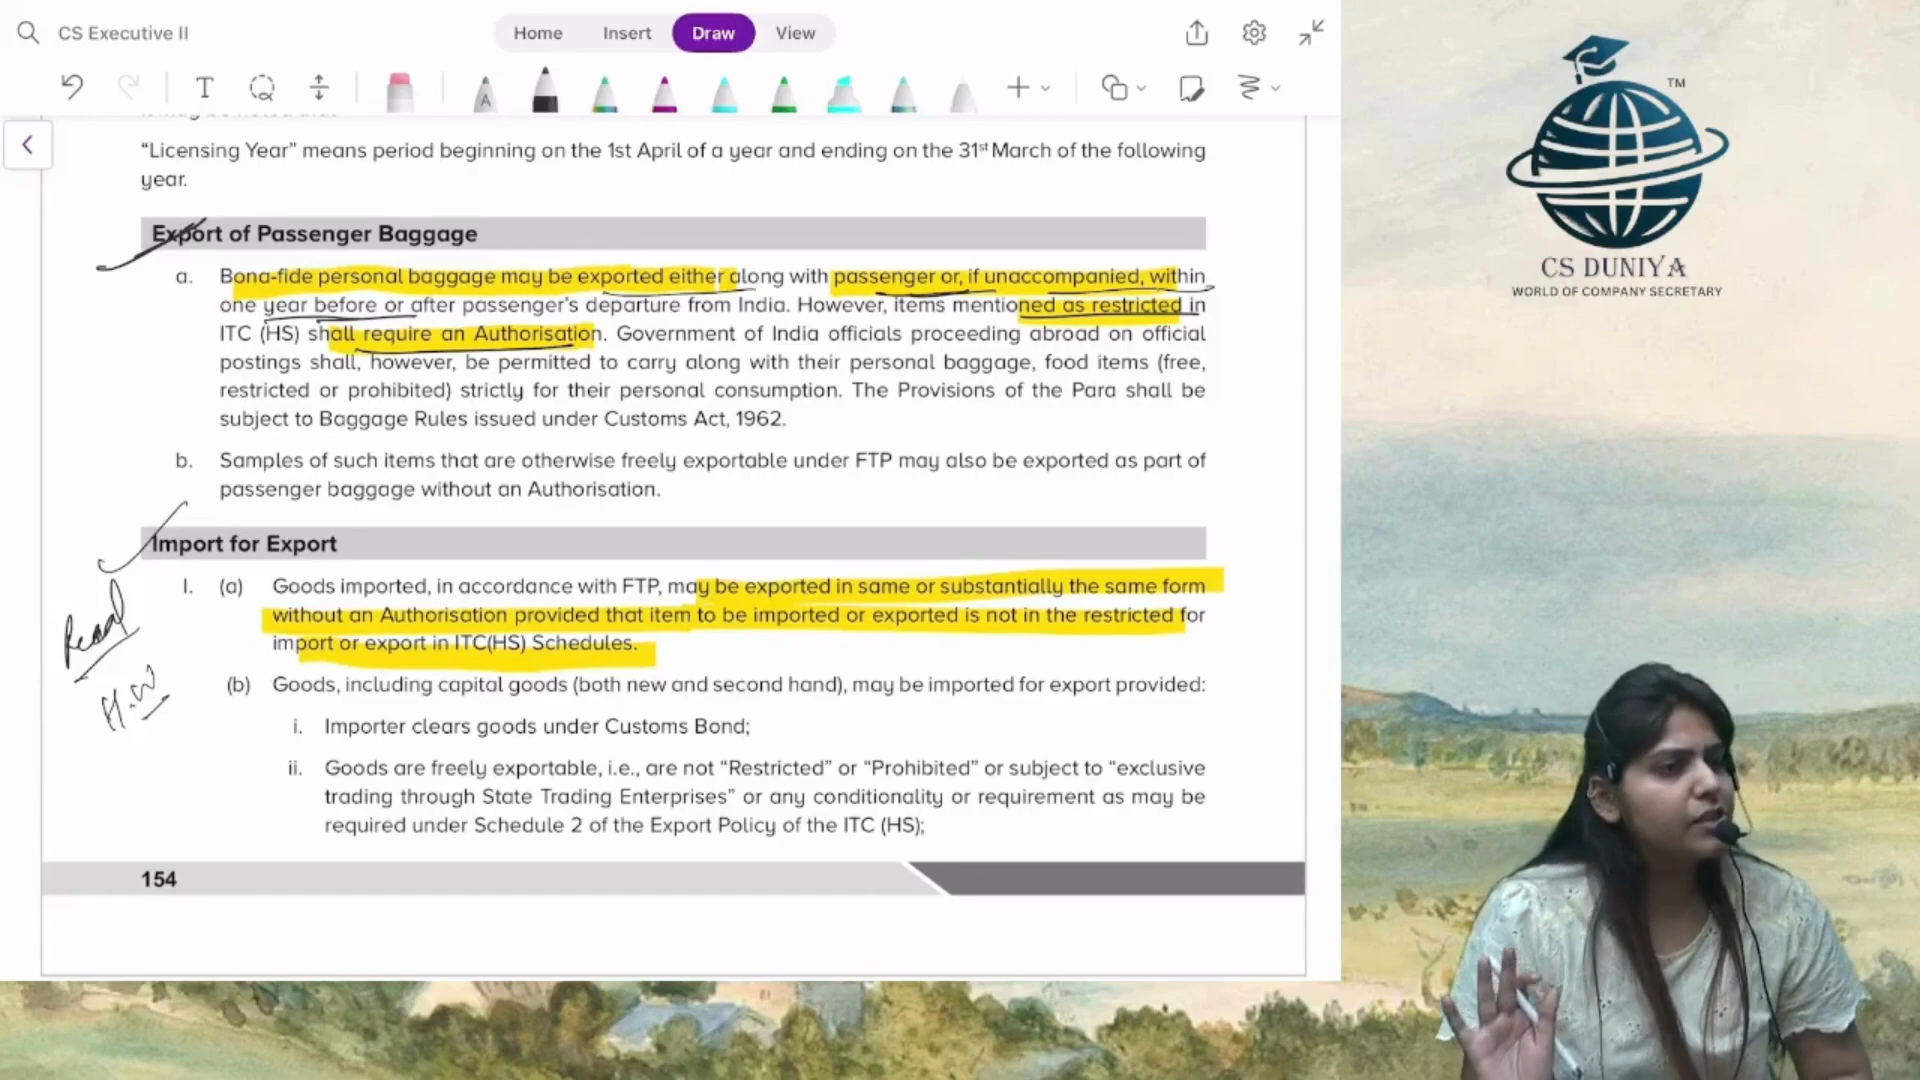 CS Executive II
Home
Insert
Draw
View
"Licensing Year" means period beginning on the 1st April of a year and ending on the 31st March of the following
year.
Export of Passenger Baggage
a. Bona-fide personal baggage may be exported either along with passenger or, if unaccompanied, within
one year before or after passenger's departure from India. However, items mentioned as restricted in
ITC (HS) shall require an Authorisation. Government of India officials proceeding abroad on official
postings shall, however, be permitted to carry along with their personal baggage, food items (free,
restricted or prohibited) strictly for their personal consumption. The Provisions of the Para shall be
subject to Baggage Rules issued under Customs Act, 1962.
b. Samples of such items that are otherwise freely exportable under FTP may also be exported as part of
passenger baggage without an Authorisation.
Import for Export
I. (a) Goods imported, in accordance with FTP, may be exported in same or substantially the same form
without an Authorisation provided that item to be imported or exported is not in the restricted for
import or export in ITC(HS) Schedules.
Read
H.W
(b) Goods, including capital goods (both new and second hand), may be imported for export provided:
i. Importer clears goods under Customs Bond;
ii. Goods are freely exportable, i.e., are not "Restricted" or "Prohibited" or subject to "exclusive
trading through State Trading Enterprises" or any conditionality or requirement as may be
required under Schedule 2 of the Export Policy of the ITC (HS);
154
TM
CS DUNIYA
WORLD OF COMPANY SECRETARY